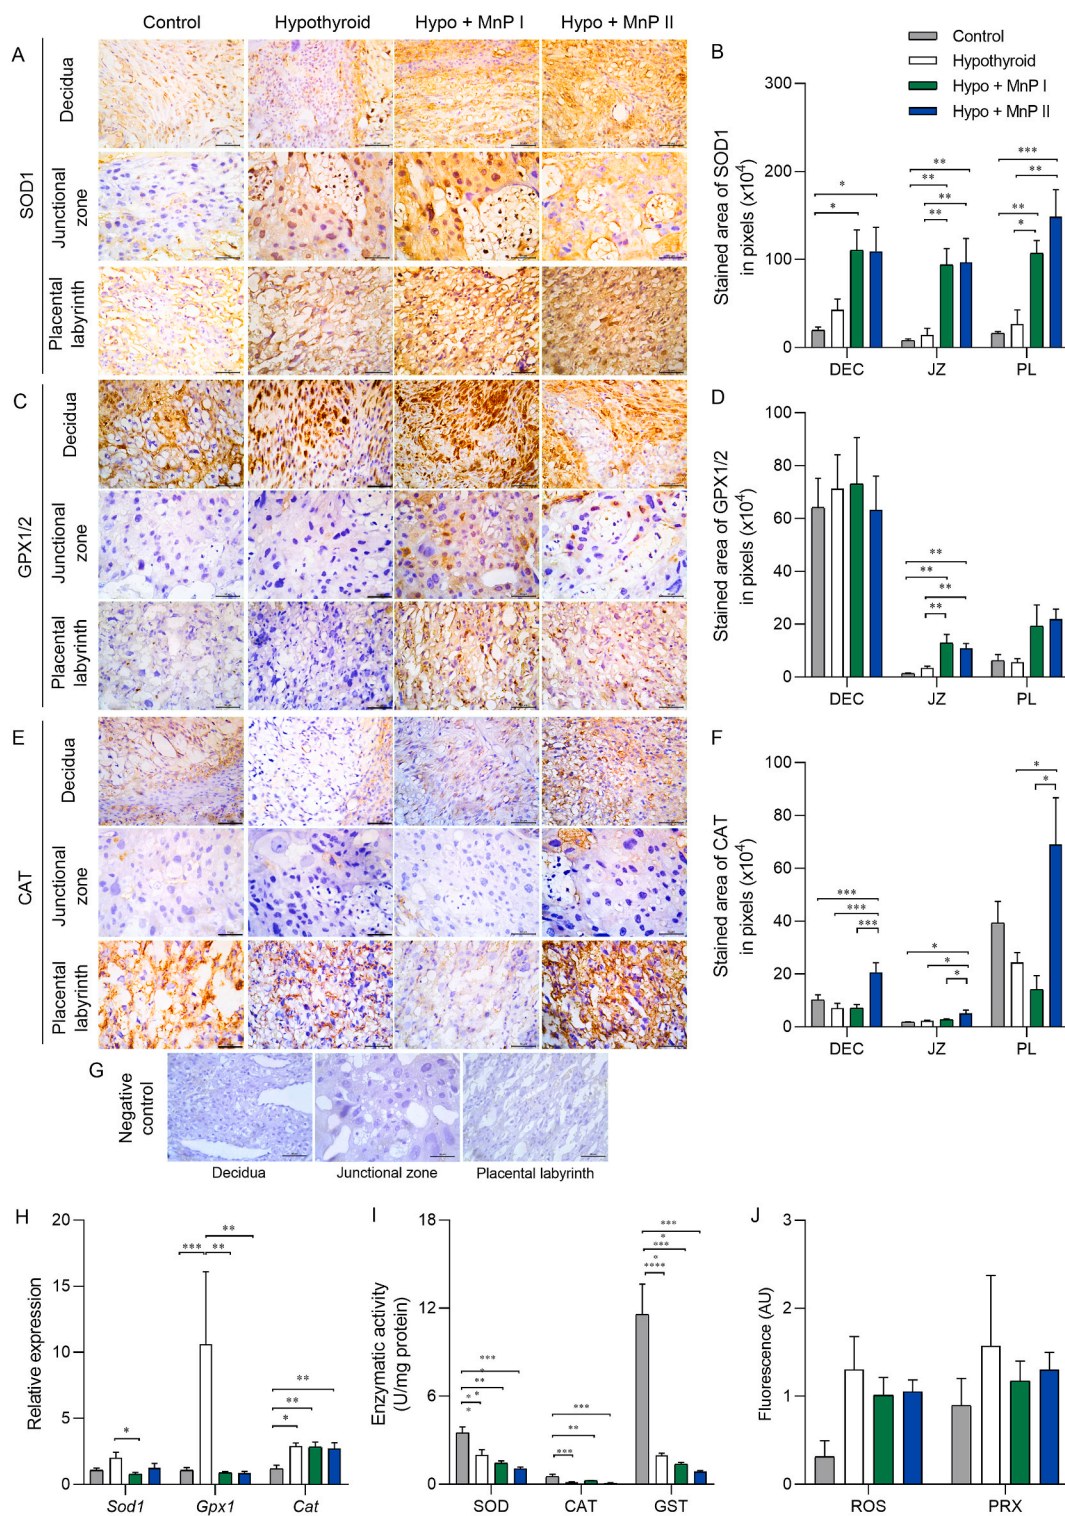 Control Hypothyroid Hypo + MnP I Hypo + MnP II
A
SOD1
Decidua
Junctional
zone
Placental
labyrinth
B
Control
Hypothyroid
Hypo + MnP I
Hypo + MnP II
Stained area of SOD1
in pixels (x10⁴)
300
200
100
0
* *
** ** ** **
*** ** ** *
DEC JZ PL
C
GPX1/2
Decidua
Junctional
zone
Placental
labyrinth
D
Stained area of GPX1/2
in pixels (x10⁴)
100
80
60
40
20
0
** ** ** **
DEC JZ PL
E
CAT
Decidua
Junctional
zone
Placental
labyrinth
F
Stained area of CAT
in pixels (x10⁴)
100
80
60
40
20
0
*** *** ***
* * *
* *
DEC JZ PL
G
Negative
control
Decidua Junctional zone Placental labyrinth
H
Relative expression
20
15
10
5
0
*
*** ** **
** ** *
Sod1 Gpx1 Cat
I
Enzymatic activity
(U/mg protein)
18
12
6
0
***
*
**
*
*
*
***
**
***
***
*
***
*
****
SOD CAT GST
J
Fluorescence (AU)
3
2
1
0
ROS PRX